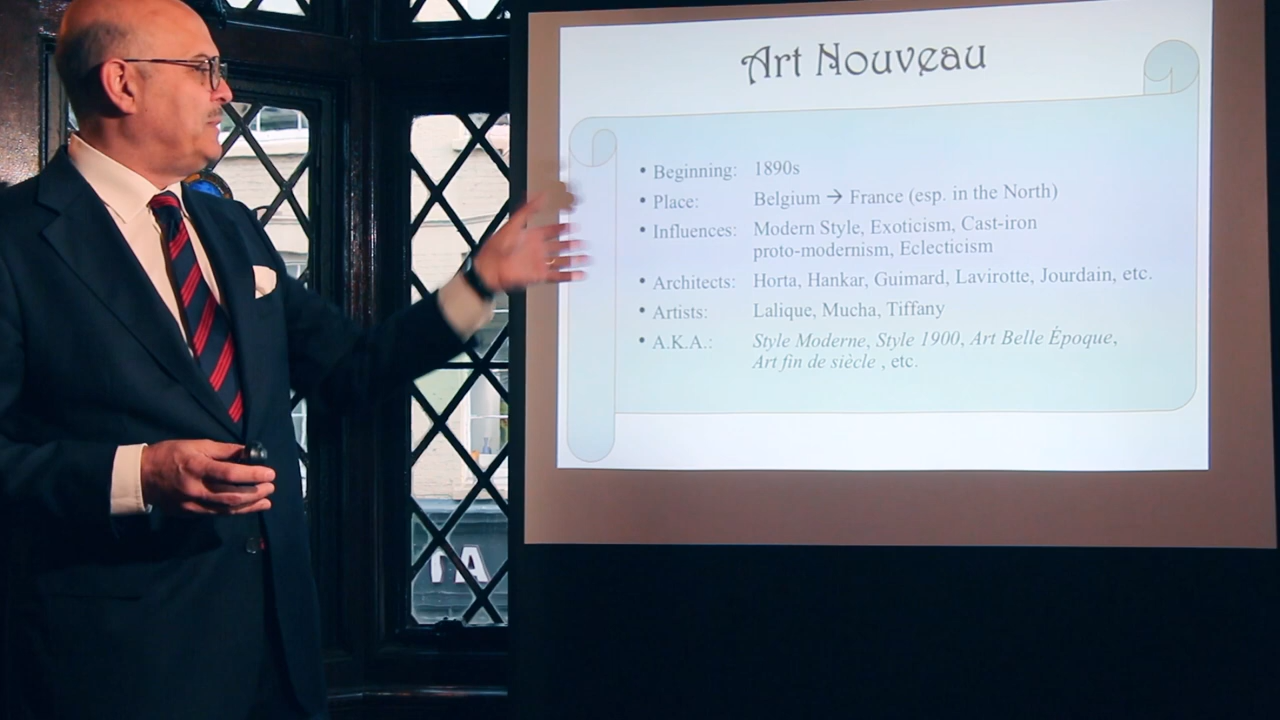 Art Nouveau
• Beginning: 1890s
• Place: Belgium → France (esp. in the North)
• Influences: Modern Style, Exoticism, Cast-iron
proto-modernism, Eclecticism
• Architects: Horta, Hankar, Guimard, Lavirotte, Jourdain, etc.
• Artists: Lalique, Mucha, Tiffany
• A.K.A.: Style Moderne, Style 1900, Art Belle Époque,
Art fin de siècle , etc.